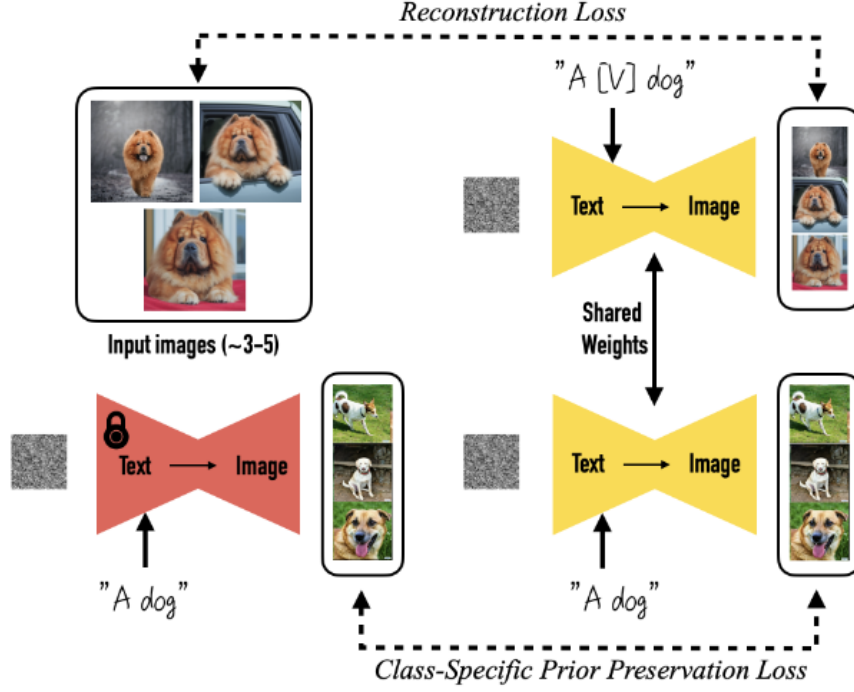 Reconstruction Loss
"A [V] dog"
Text → Image
Input images (~3-5)
Shared
Weights
Text → Image
Text → Image
"A dog"
"A dog"
Class-Specific Prior Preservation Loss